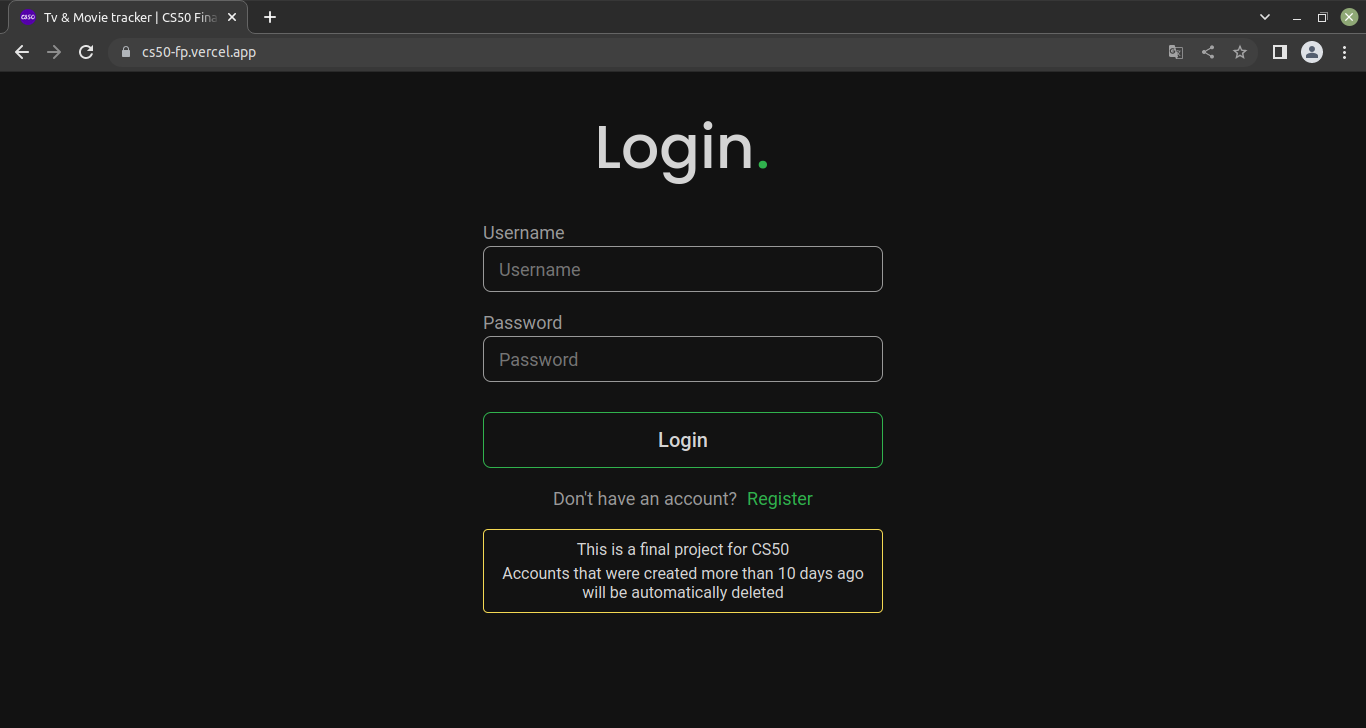 cs50 Tv & Movie tracker | CS50 Fina
cs50-fp.vercel.app
Login.
Username
Username
Password
Password
Login
Don't have an account? Register
This is a final project for CS50
Accounts that were created more than 10 days ago
will be automatically deleted